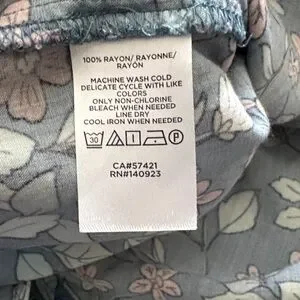 100% RAYON/ RAYONNE/
RAYÓN
MACHINE WASH COLD
DELICATE CYCLE WITH LIKE
COLORS
ONLY NON-CHLORINE
BLEACH WHEN NEEDED
LINE DRY
COOL IRON WHEN NEEDED
30 P
CA#57421
RN#140923